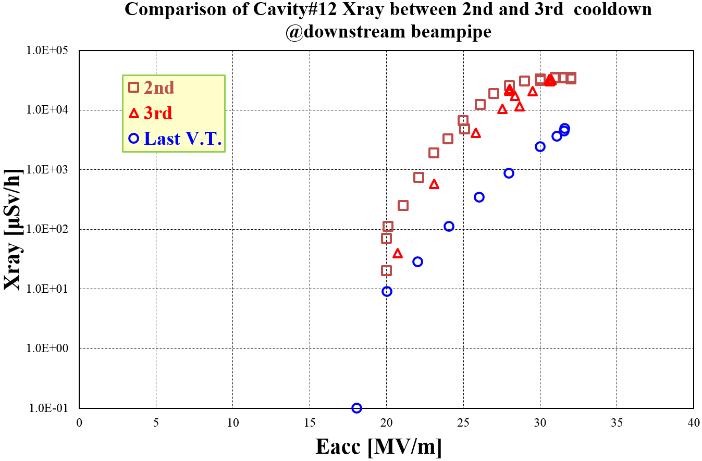 Comparison of Cavity#12 Xray between 2nd and 3rd cooldown
@downstream beampipe
1.0E+05
1.0E+04
1.0E+03
1.0E+02
1.0E+01
1.0E+00
1.0E-01
Xray [µSv/h]
2nd
3rd
Last V.T.
0 5 10 15 20 25 30 35 40
Eacc [MV/m]